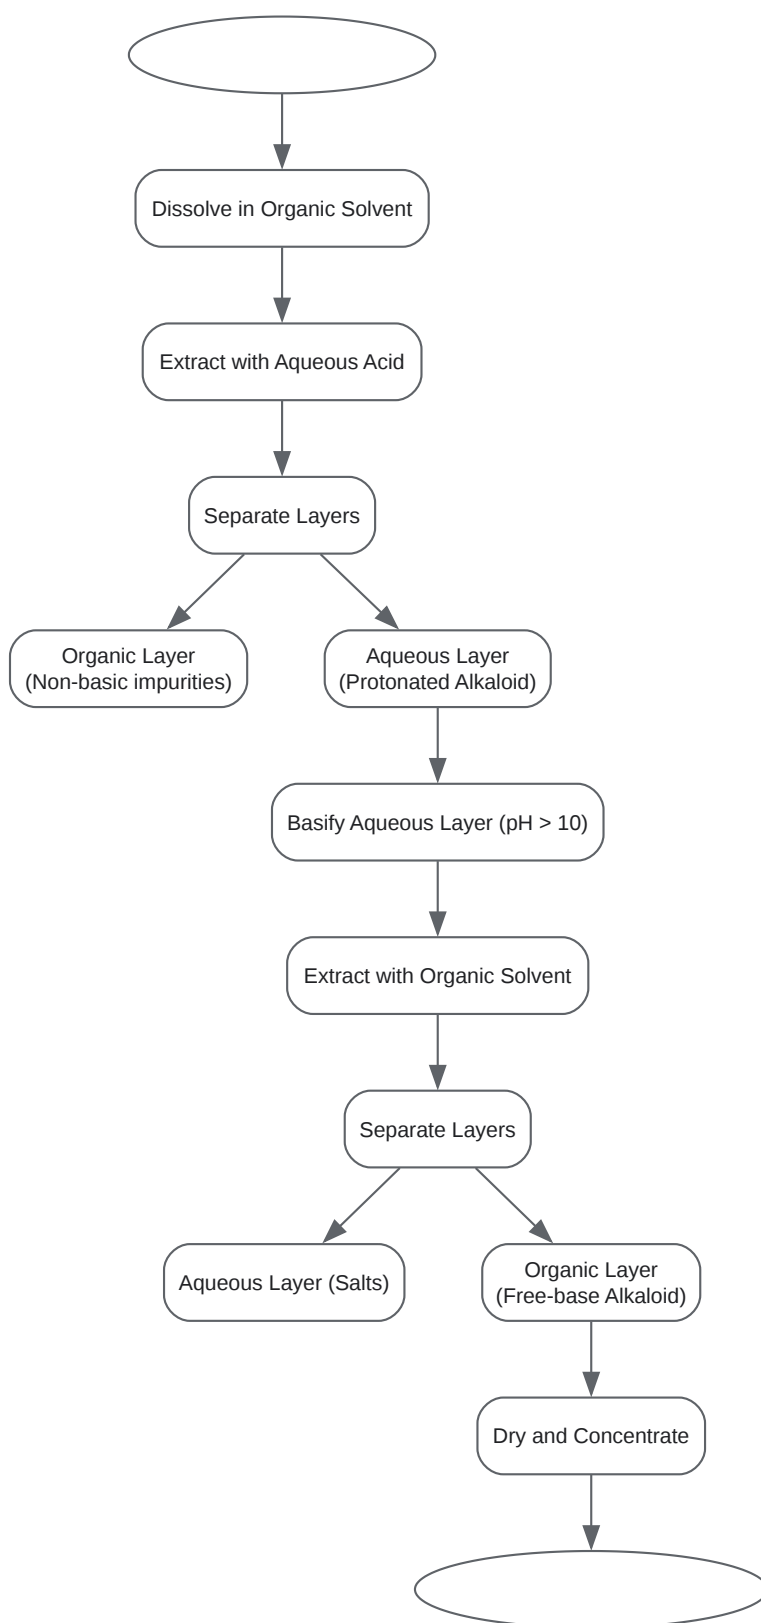 Dissolve in Organic Solvent
Extract with Aqueous Acid
Separate Layers
Organic Layer
(Non-basic impurities)
Aqueous Layer
(Protonated Alkaloid)
Basify Aqueous Layer (pH > 10)
Extract with Organic Solvent
Separate Layers
Aqueous Layer (Salts)
Organic Layer
(Free-base Alkaloid)
Dry and Concentrate